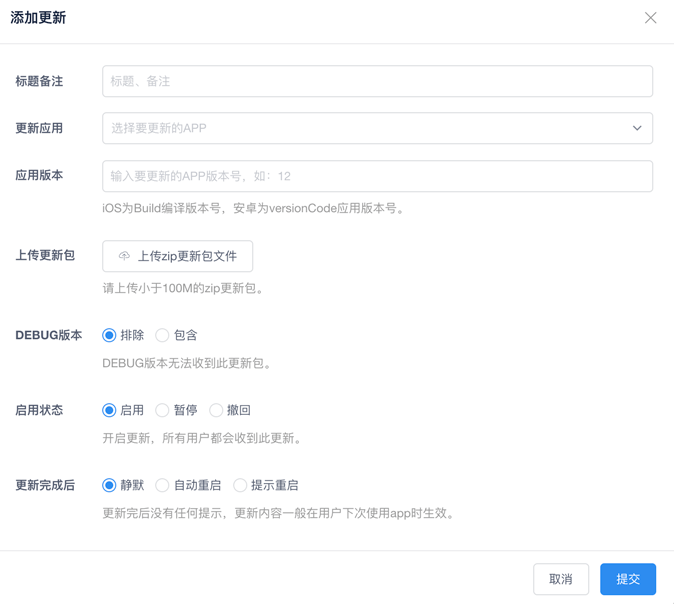 添加更新
标题备注
标题、备注
更新应用
选择要更新的APP
应用版本
输入要更新的APP版本号，如：12
iOS为Build编译版本号，安卓为versionCode应用版本号。
上传更新包
上传zip更新包文件
请上传小于100M的zip更新包。
DEBUG版本 排除 包含
DEBUG版本无法收到此更新包。
启用状态 启用 暂停 撤回
开启更新，所有用户都会收到此更新。
更新完成后 静默 自动重启 提示重启
更新完后没有任何提示，更新内容一般在用户下次使用app时生效。
取消 提交